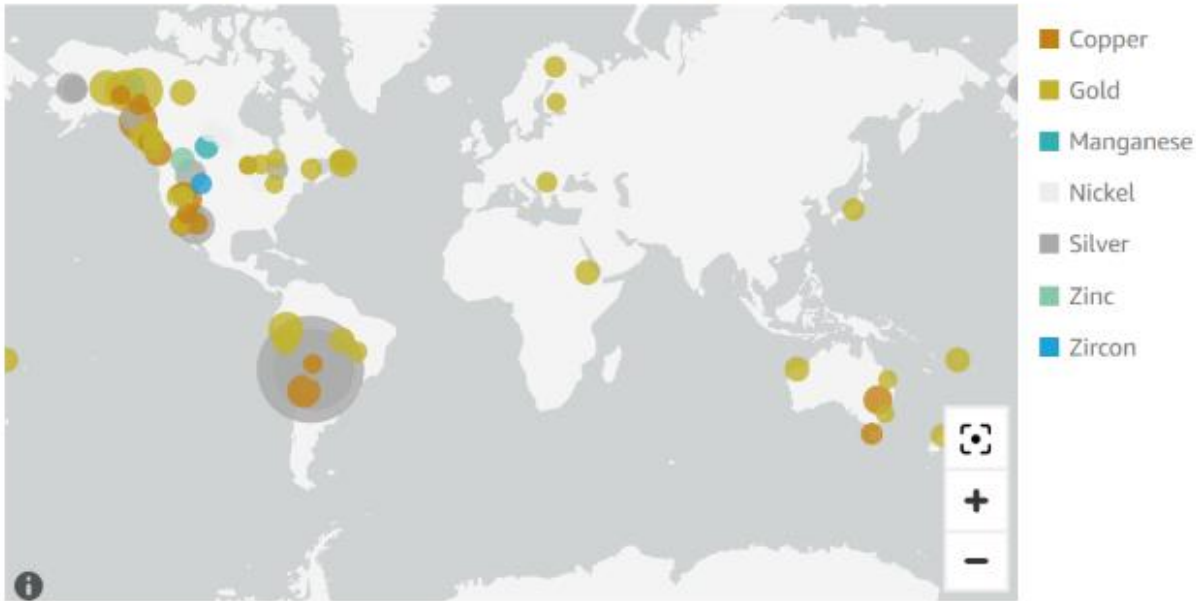 Copper
Gold
Manganese
Nickel
Silver
Zinc
Zircon